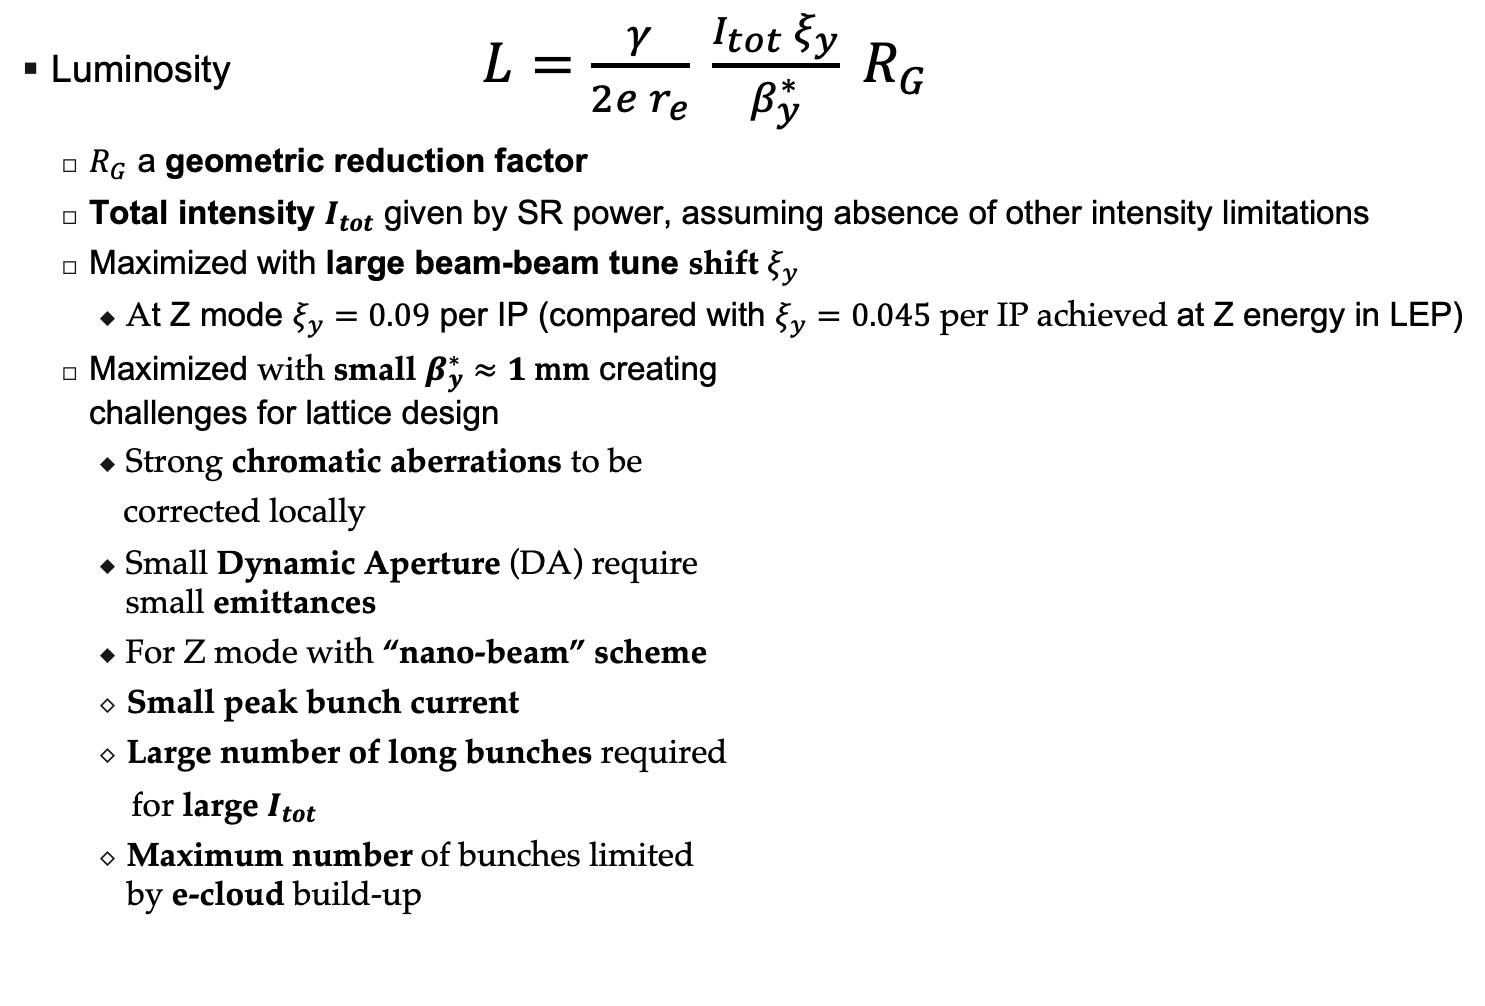 ▪ Luminosity L = γ/(2e rₑ) (I_tot ξ_y)/β_y* R_G
□ R_G a geometric reduction factor
□ Total intensity I_tot given by SR power, assuming absence of other intensity limitations
□ Maximized with large beam-beam tune shift ξ_y
◆ At Z mode ξ_y = 0.09 per IP (compared with ξ_y = 0.045 per IP achieved at Z energy in LEP)
□ Maximized with small β_y* ≈ 1 mm creating
challenges for lattice design
◆ Strong chromatic aberrations to be
corrected locally
◆ Small Dynamic Aperture (DA) require
small emittances
◆ For Z mode with “nano-beam” scheme
◇ Small peak bunch current
◇ Large number of long bunches required
for large I_tot
◇ Maximum number of bunches limited
by e-cloud build-up